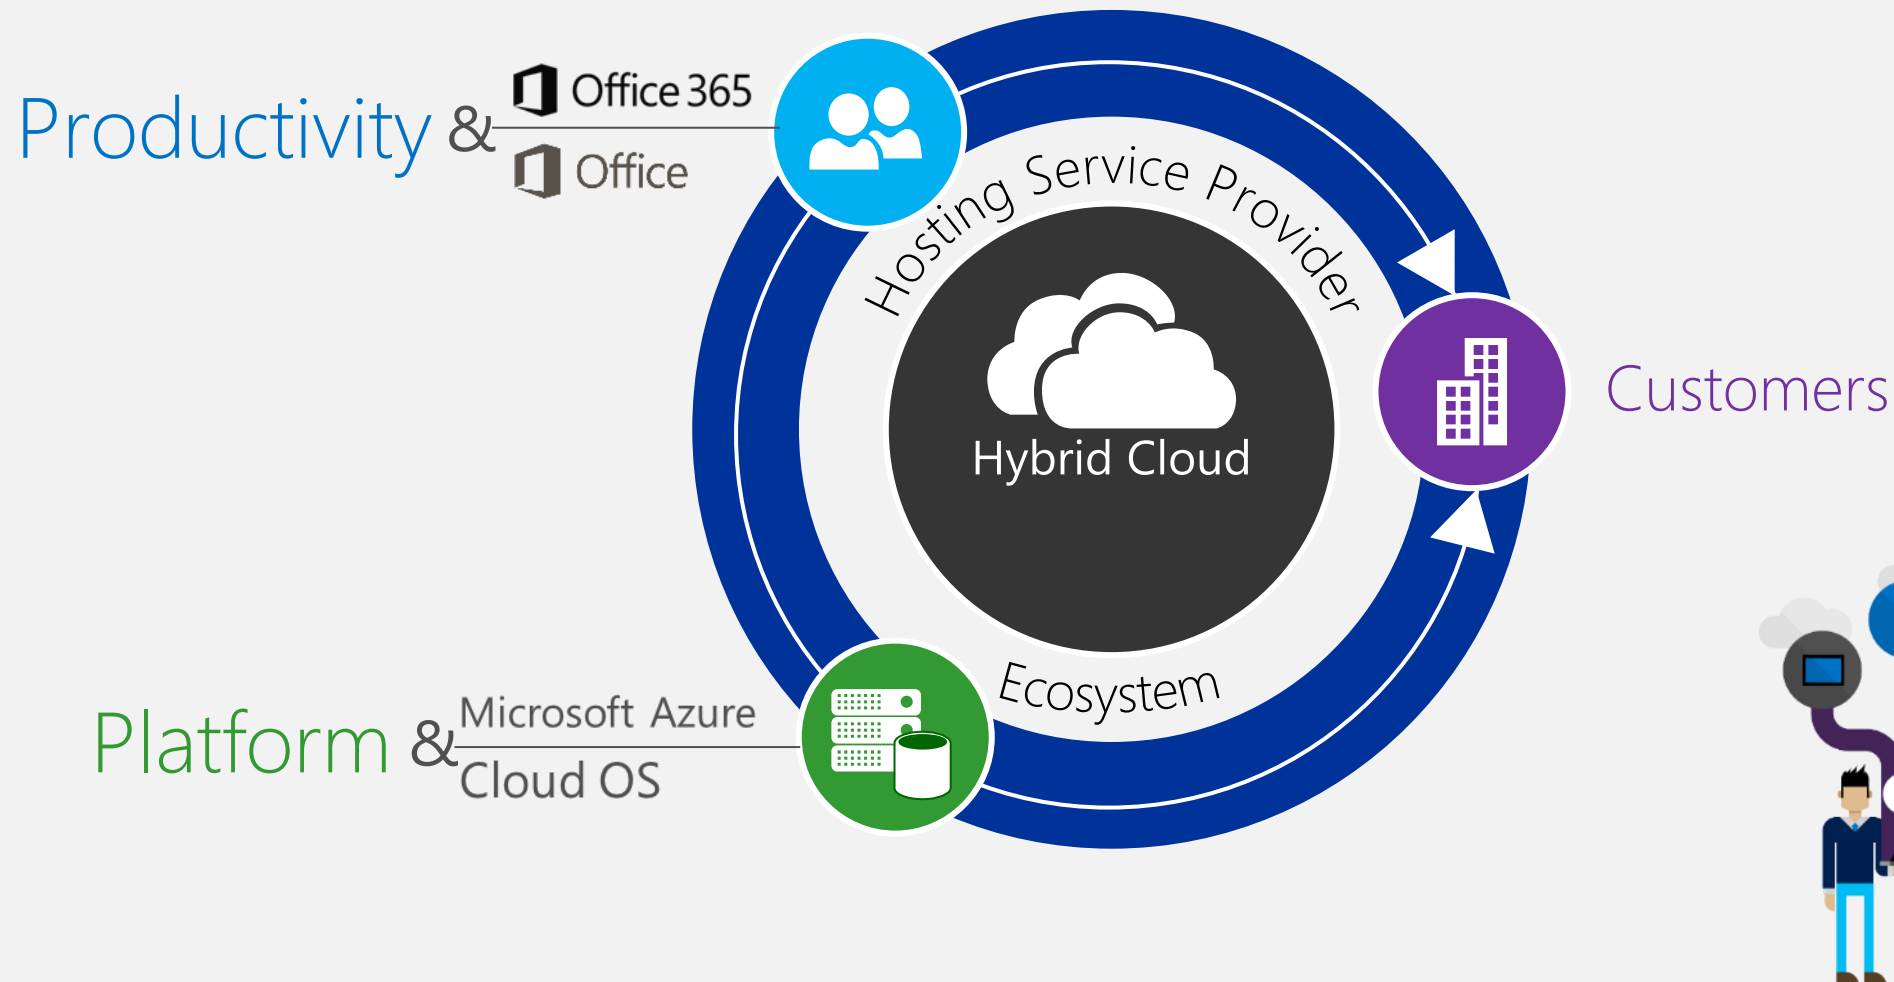 Office 365
Productivity &
Office
Hosting Service Provider
Hybrid Cloud
Customers
Ecosystem
Microsoft Azure
Platform &
Cloud OS